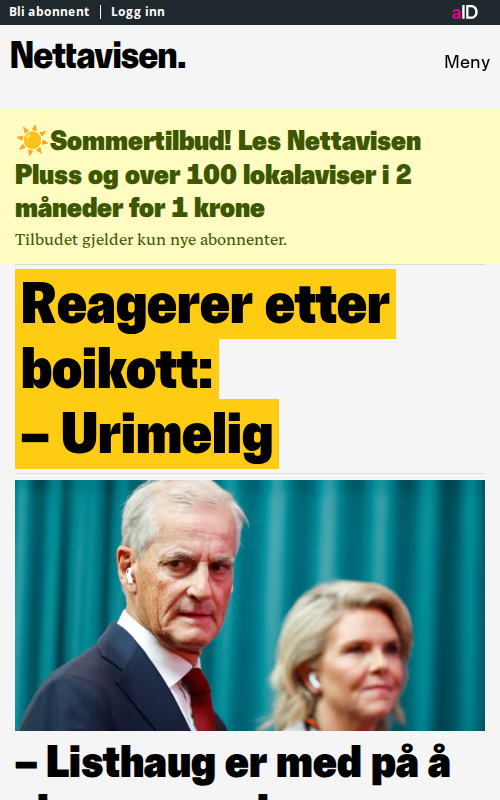 Bli abonnent
Logg inn
aID
Nettavisen.
Meny
Sommertilbud! Les Nettavisen
Pluss og over 100 lokalaviser i 2
måneder for 1 krone
Tilbudet gjelder kun nye abonnenter.
Reagerer etter
boikott:
– Urimelig
– Listhaug er med på å